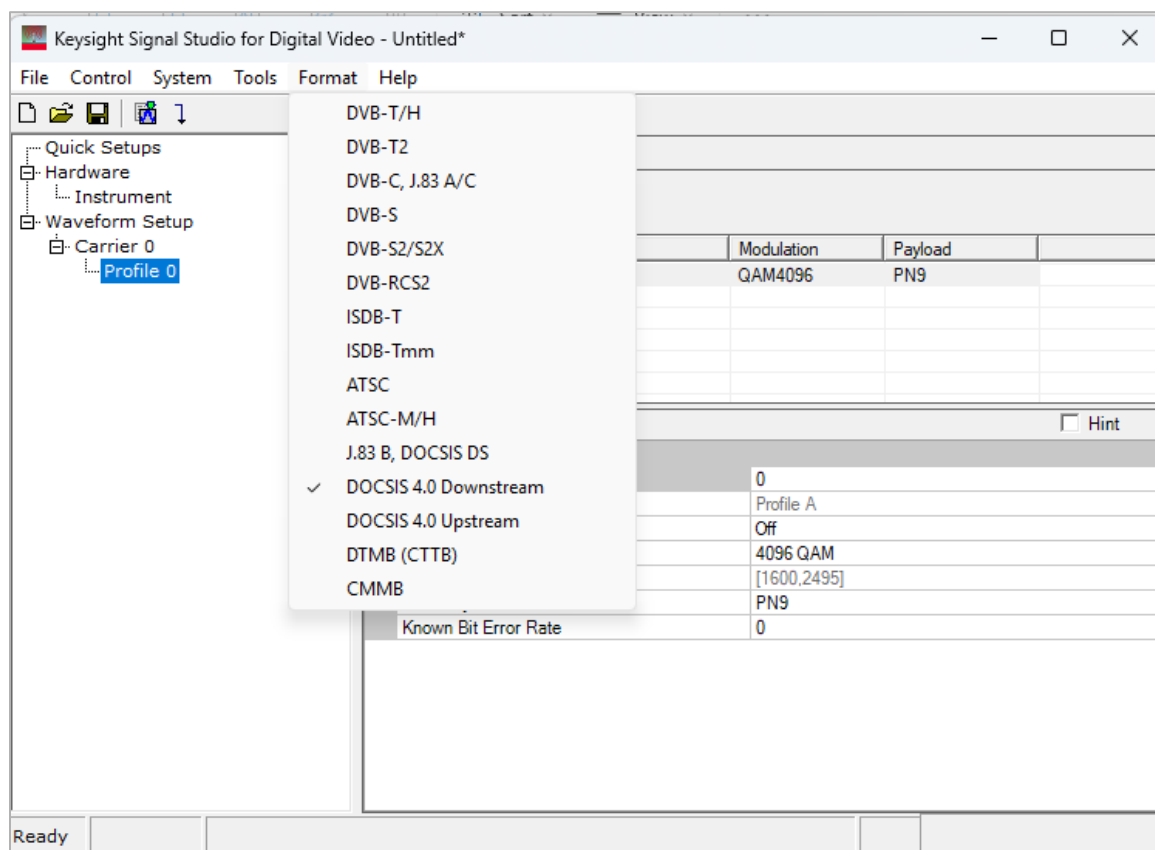 Keysight Signal Studio for Digital Video - Untitled*
File Control System Tools Format Help
DVB-T/H
DVB-T2
DVB-C, J.83 A/C
DVB-S
DVB-S2/S2X
DVB-RCS2
ISDB-T
ISDB-Tmm
ATSC
ATSC-M/H
J.83 B, DOCSIS DS
DOCSIS 4.0 Downstream
DOCSIS 4.0 Upstream
DTMB (CTTB)
CMMB
Quick Setups
Hardware
Instrument
Waveform Setup
Carrier 0
Profile 0
Modulation Payload
QAM4096 PN9
Hint
0
Profile A
Off
4096 QAM
[1600,2495]
PN9
Known Bit Error Rate 0
Ready